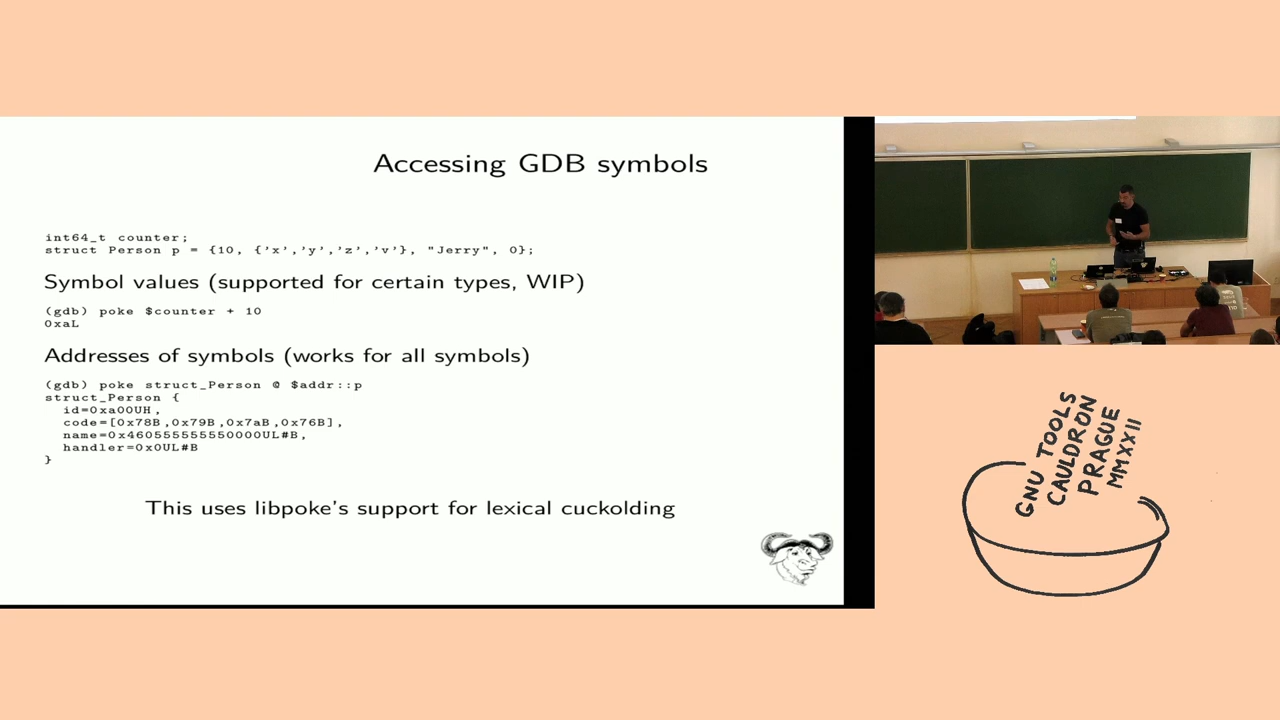 Accessing GDB symbols
int64_t counter;
struct Person p = {10, {'x','y','z','v'}, "Jerry", 0};
Symbol values (supported for certain types, WIP)
(gdb) poke $counter + 10
0xaL
Addresses of symbols (works for all symbols)
(gdb) poke struct_Person @ $addr::p
struct_Person {
  id=0xa00UH,
  code=[0x78B,0x79B,0x7aB,0x76B],
  name=0x460555555550000UL#B,
  handler=0x0UL#B
}
This uses libpoke's support for lexical cuckolding
GNU TOOLS
CAULDRON
PRAGUE
MMXXII